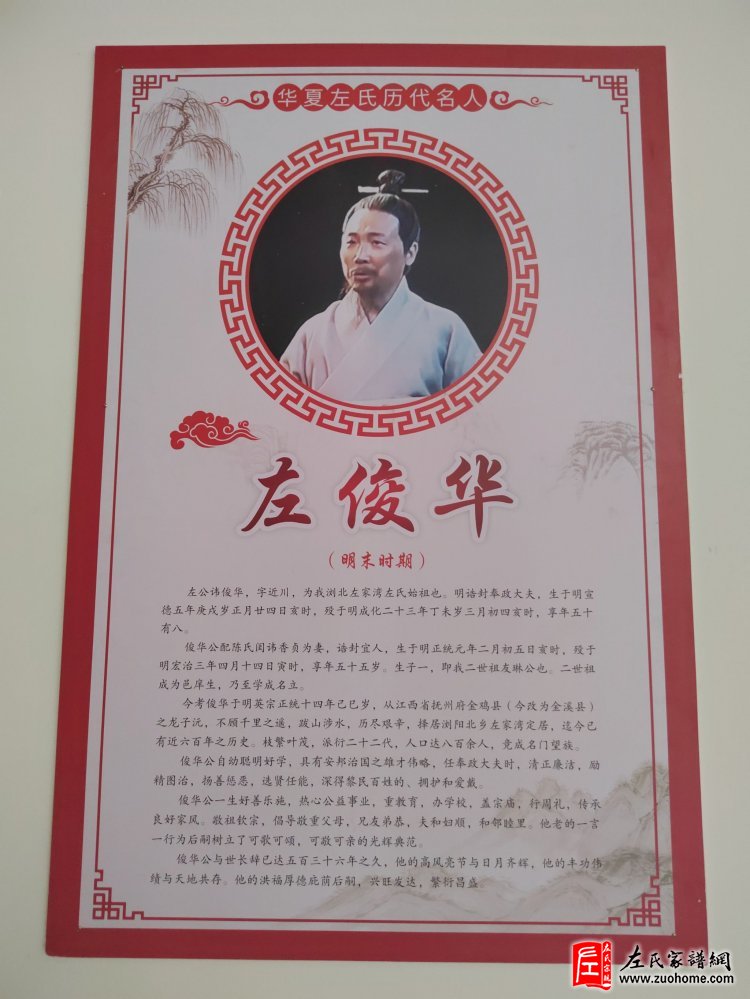 华夏左氏历代名人
左俊华
（明末时期）
左公讳俊华，字近川，为我浏北左家湾左氏始祖也。明诰封奉政大夫，生于明宣
德五年庚戌岁正月廿四日亥时，殁于明成化二十三年丁未岁三月初四亥时，享年五十
有八。
俊华公配陈氏闺讳香贞为妻，诰封宜人，生于明正统元年二月初五日亥时，殁于
明宏治三年四月十四日寅时，享年五十五岁。生子一，即我二世祖友琳公也。二世祖
成为邑庠生，乃至学成名立。
今考俊华于明英宗正统十四年己巳岁，从江西省抚州府金鸡县（今改为金溪县）
之龙子沅，不顾千里之遥，跋山涉水，历尽艰辛，择居浏阳北乡左家湾定居，迄今已
有近六百年之历史。枝繁叶茂，派衍二十二代，人口达八百余人，竟成名门望族。
俊华公自幼聪明好学，具有安邦治国之雄才伟略，任奉政大夫时，清正廉洁，励
精图治，扬善惩恶，选贤任能，深得黎民百姓的、拥护和爱戴。
俊华公一生好善乐施，热心公益事业，重教育，办学校，盖宗庙，行周礼，传承
良好家风。敬祖钦宗，倡导敬重父母，兄友弟恭，夫和妇顺，和邻睦里。他老的一言
一行为后嗣树立了可歌可颂，可敬可亲的光辉典范。
俊华公与世长辞已达五百三十六年之久，他的高风亮节与日月齐辉，他的丰功伟
绩与天地共存。他的洪福厚德庇荫后嗣，兴旺发达，繁衍昌盛
左氏宗亲
左氏家譜網
www.zuohome.com